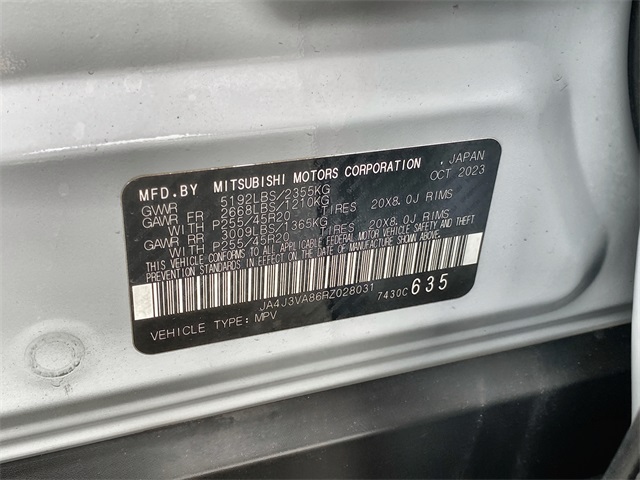 MFD.BY MITSUBISHI MOTORS CORPORATION , JAPAN
GVWR 5192LBS/2355KG OCT 2023
GAWR FR 2668LBS/1210KG
WITH P255/45R20 TIRES 20X8.0J RIMS
GAWR RR 3009LBS/1365KG
WITH P255/45R20 TIRES 20X8.0J RIMS
THIS VEHICLE CONFORMS TO ALL APPLICABLE FEDERAL MOTOR VEHICLE SAFETY, BUMPER, AND THEFT
PREVENTION STANDARDS IN EFFECT ON THE DATE OF MANUFACTURE SHOWN ABOVE.
JA4J3VA86RZ028031 7430C 635
VEHICLE TYPE: MPV